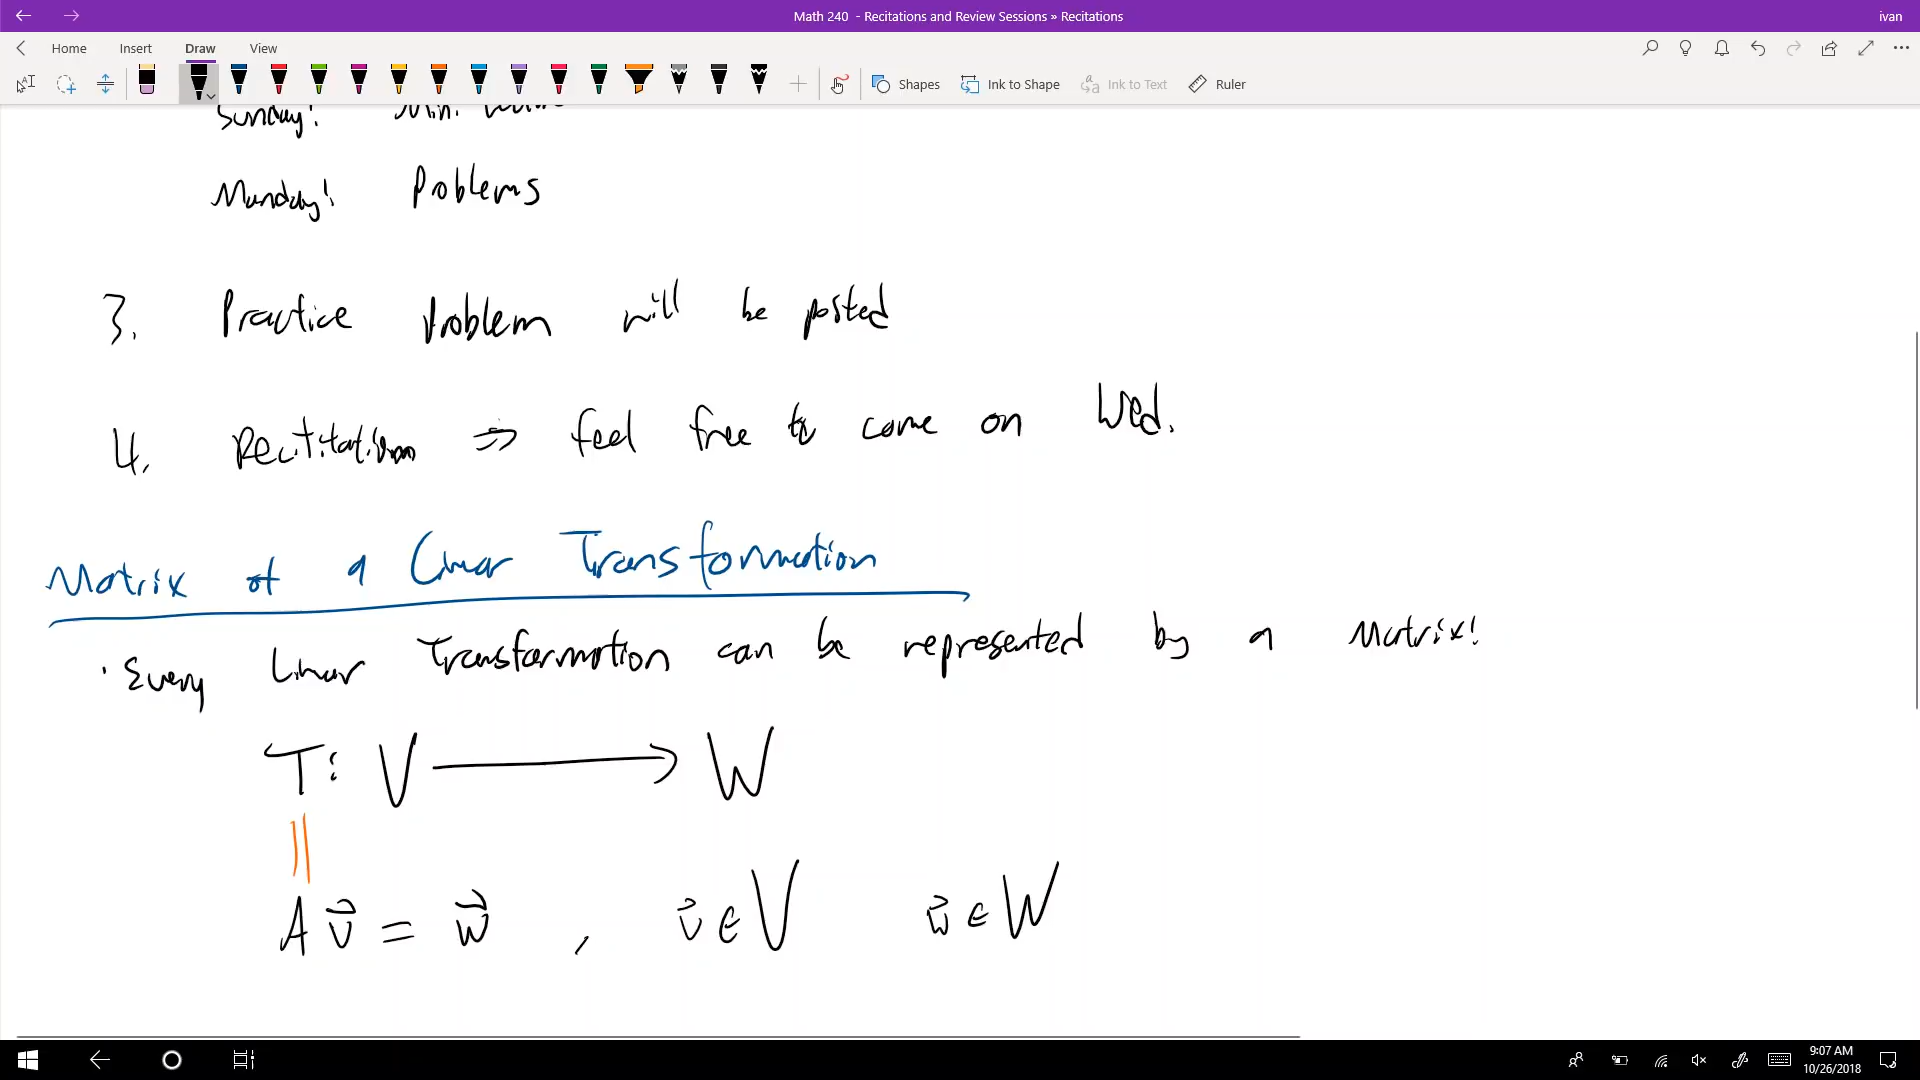 Math 240 - Recitations and Review Sessions » Recitations
ivan
Home Insert Draw View
Shapes Ink to Shape Ink to Text Ruler
Sunday: Min.
Monday: Problems
3. Practice Problem will be posted
4. Rectitation ⇒ feel free to come on Wed.
Matrix of a Linear Transformation
· Every Linear Transformation can be represented by a Matrix!
T: V ⟶ W
||
A v⃗ = w⃗ , v⃗ ∈ V w⃗ ∈ W
9:07 AM
10/26/2018